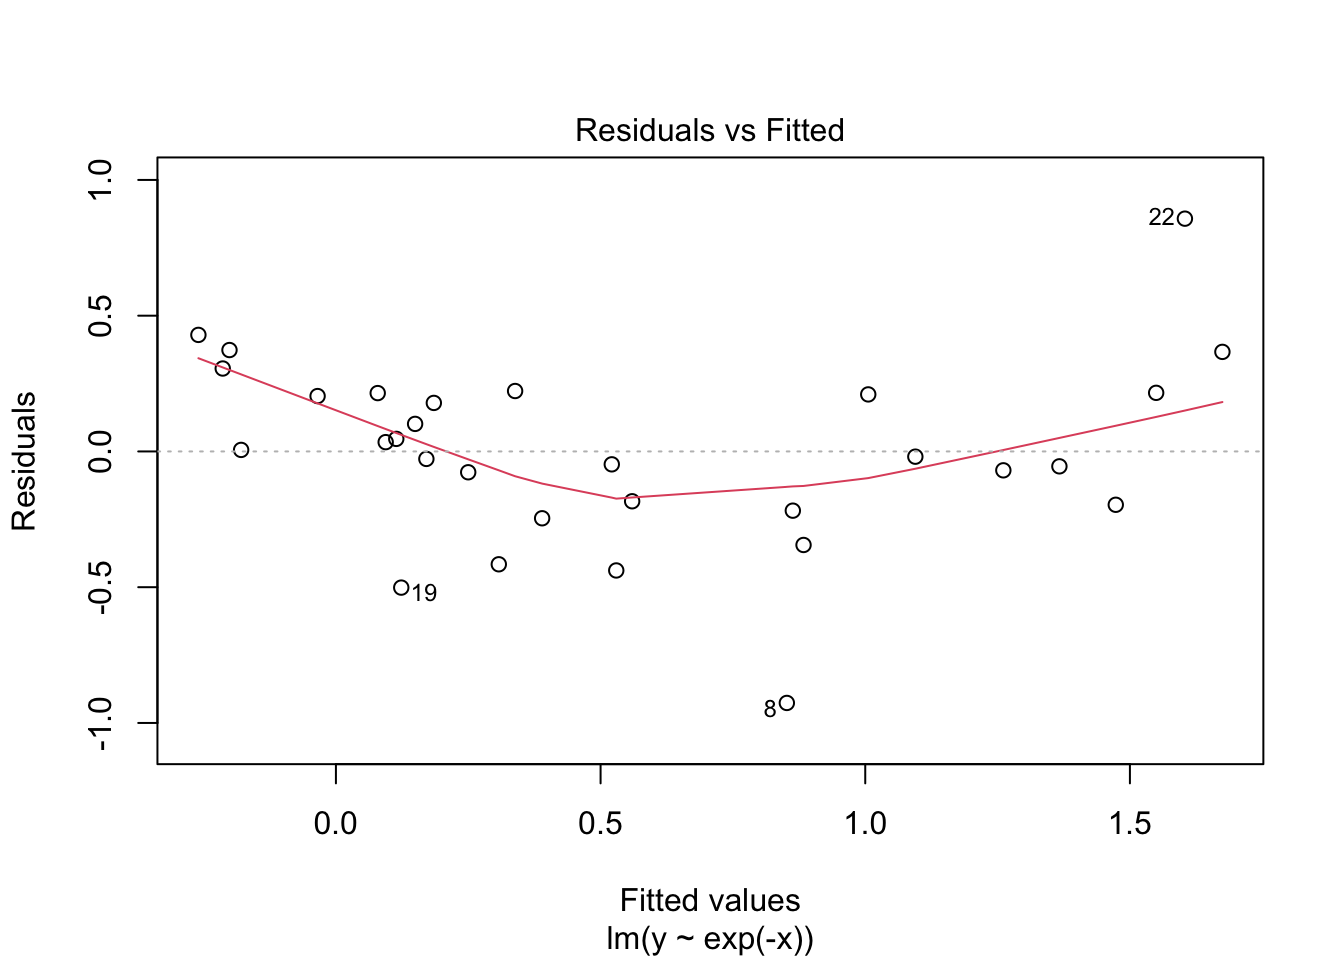 Residuals vs Fitted
Residuals
1.0
0.5
0.0
-0.5
-1.0
22
19
8
0.0 0.5 1.0 1.5
Fitted values
lm(y ~ exp(-x))